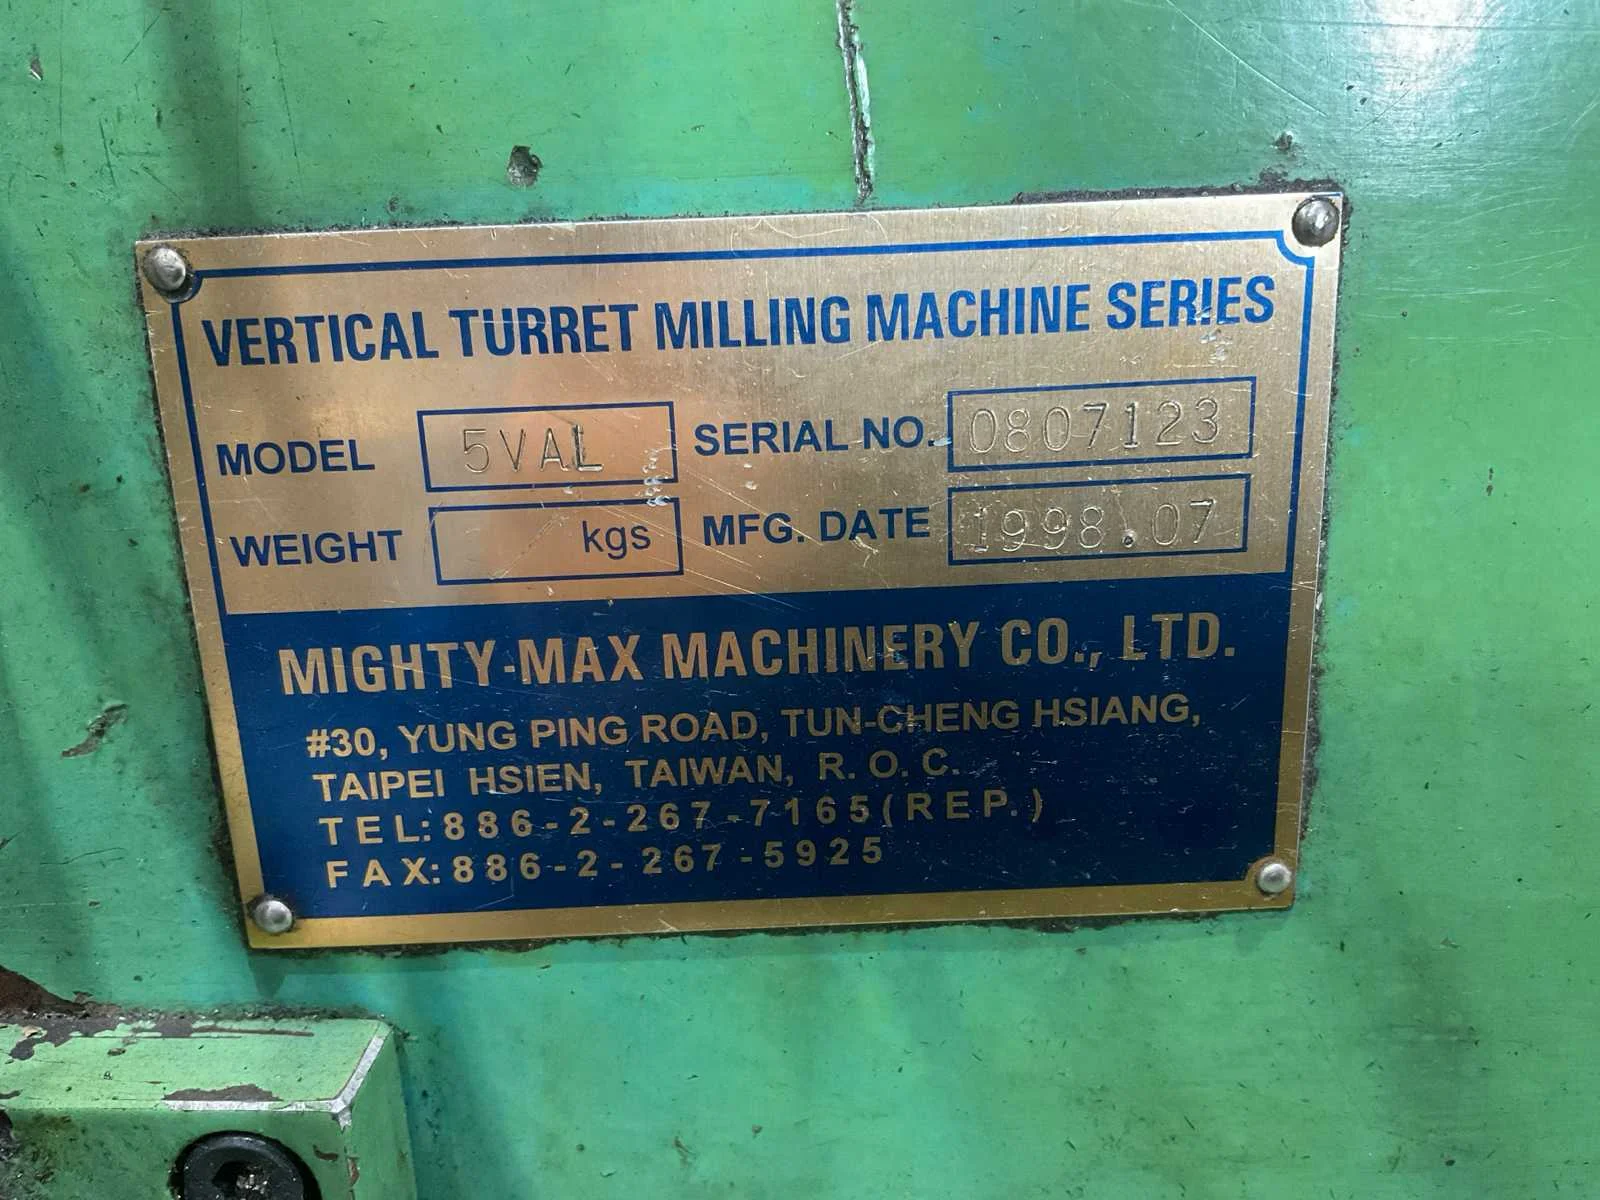 VERTICAL TURRET MILLING MACHINE SERIES
MODEL 5VAL SERIAL NO. 0807123
WEIGHT kgs MFG. DATE 1998.07
MIGHTY-MAX MACHINERY CO., LTD.
#30, YUNG PING ROAD, TUN-CHENG HSIANG,
TAIPEI HSIEN, TAIWAN, R. O. C.
TEL:886-2-267-7165(REP.)
FAX:886-2-267-5925